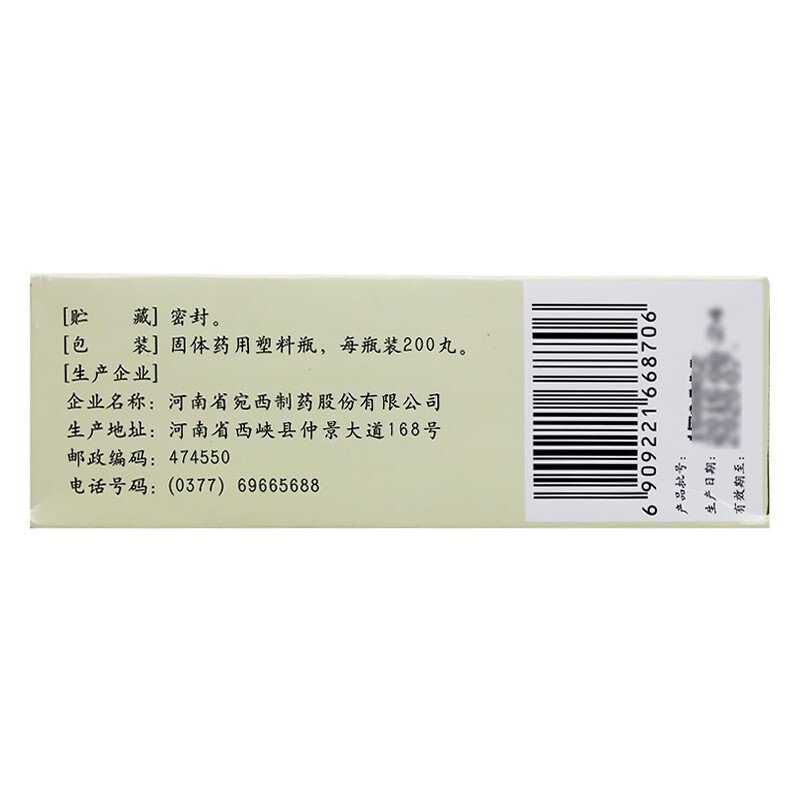 [贮　　藏] 密封。
[包　　装] 固体药用塑料瓶，每瓶装200丸。
[生产企业]
企业名称：河南省宛西制药股份有限公司
生产地址：河南省西峡县仲景大道168号
邮政编码：474550
电话号码：(0377) 69665688
6 909221 668706
产品批号：
生产日期：
有效期至：